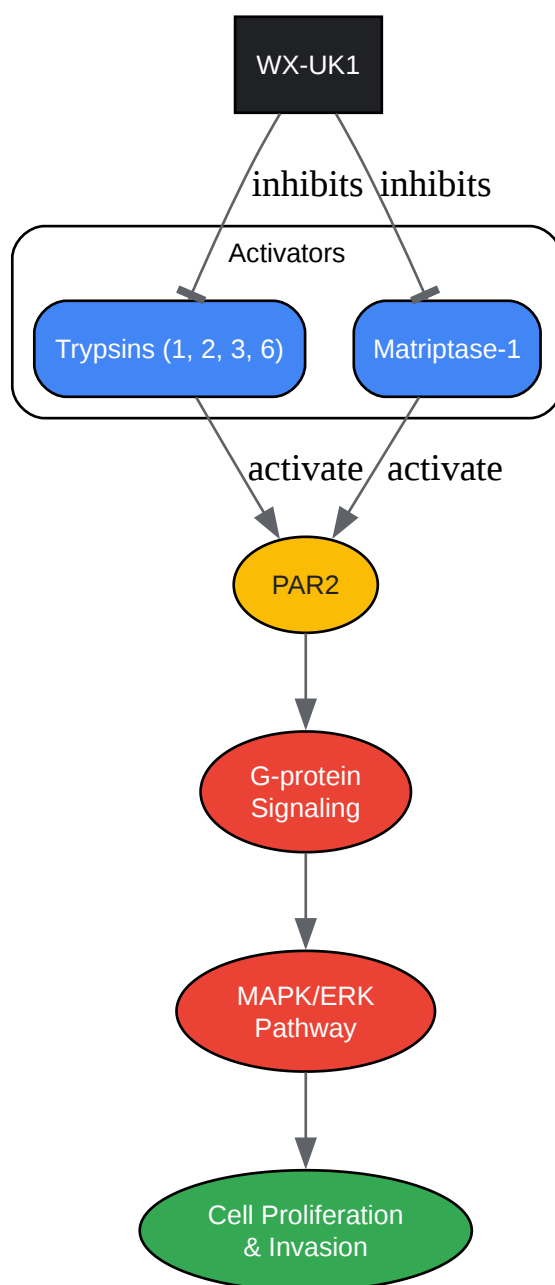 WX-UK1
inhibits inhibits
Activators
Trypsins (1, 2, 3, 6) Matriptase-1
activate activate
PAR2
G-protein
Signaling
MAPK/ERK
Pathway
Cell Proliferation
& Invasion